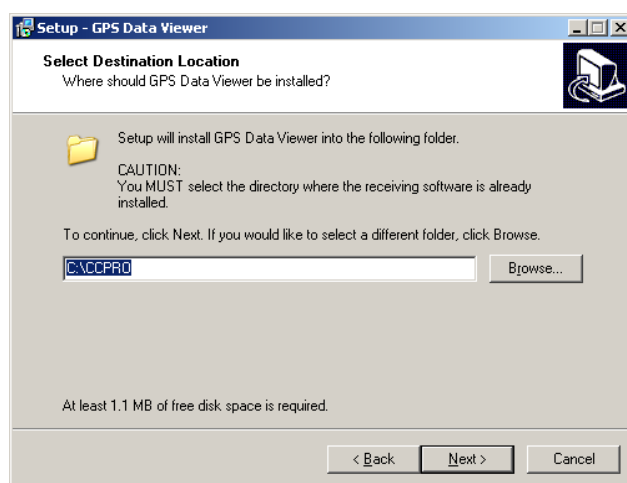 Setup - GPS Data Viewer
Select Destination Location
Where should GPS Data Viewer be installed?
Setup will install GPS Data Viewer into the following folder.
CAUTION:
You MUST select the directory where the receiving software is already
installed.
To continue, click Next. If you would like to select a different folder, click Browse.
C:\CCPRO
Browse...
At least 1.1 MB of free disk space is required.
< Back
Next >
Cancel